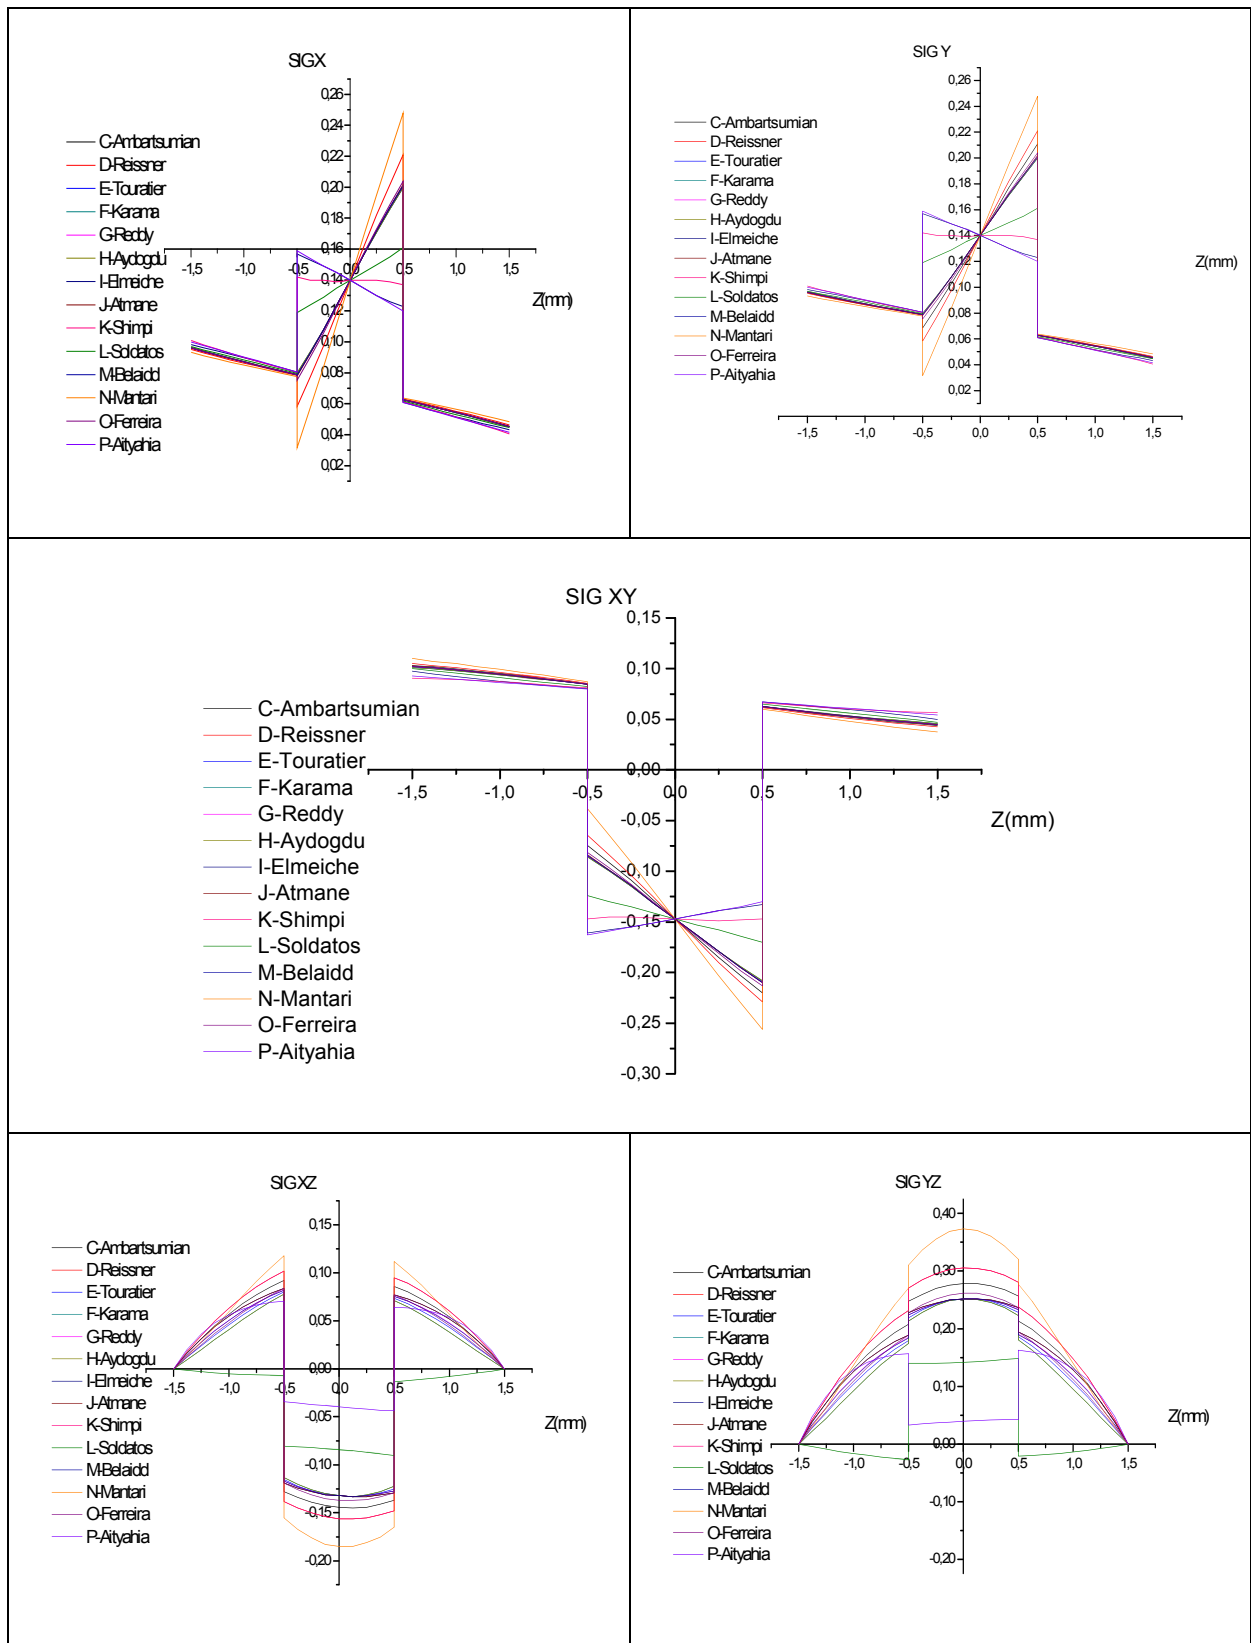 SIGX
0,26
0,24
0,22
0,20
0,18
0,16
0,14
0,12
0,10
0,08
0,06
0,04
0,02
-1,5 -1,0 -0,5 0,0 0,5 1,0 1,5
Z(mm)
C-Ambartsumian
D-Reissner
E-Touratier
F-Karama
G-Reddy
H-Aydogdu
I-Elmeiche
J-Atmane
K-Shimpi
L-Soldatos
M-Belaidd
N-Mantari
O-Ferreira
P-Aityahia
SIG Y
0,26
0,24
0,22
0,20
0,18
0,16
0,14
0,12
0,10
0,08
0,06
0,04
0,02
-1,5 -1,0 -0,5 0,0 0,5 1,0 1,5
Z(mm)
C-Ambartsumian
D-Reissner
E-Touratier
F-Karama
G-Reddy
H-Aydogdu
I-Elmeiche
J-Atmane
K-Shimpi
L-Soldatos
M-Belaidd
N-Mantari
O-Ferreira
P-Aityahia
SIG XY
0,15
0,10
0,05
0,00
-0,05
-0,10
-0,15
-0,20
-0,25
-0,30
-1,5 -1,0 -0,5 0,0 0,5 1,0 1,5
Z(mm)
C-Ambartsumian
D-Reissner
E-Touratier
F-Karama
G-Reddy
H-Aydogdu
I-Elmeiche
J-Atmane
K-Shimpi
L-Soldatos
M-Belaidd
N-Mantari
O-Ferreira
P-Aityahia
SIGXZ
0,15
0,10
0,05
0,00
-0,05
-0,10
-0,15
-0,20
-1,5 -1,0 -0,5 0,0 0,5 1,0 1,5
Z(mm)
C-Ambartsumian
D-Reissner
E-Touratier
F-Karama
G-Reddy
H-Aydogdu
I-Elmeiche
J-Atmane
K-Shimpi
L-Soldatos
M-Belaidd
N-Mantari
O-Ferreira
P-Aityahia
SIG YZ
0,40
0,30
0,20
0,10
0,00
-0,10
-0,20
-1,5 -1,0 -0,5 0,0 0,5 1,0 1,5
Z(mm)
C-Ambartsumian
D-Reissner
E-Touratier
F-Karama
G-Reddy
H-Aydogdu
I-Elmeiche
J-Atmane
K-Shimpi
L-Soldatos
M-Belaidd
N-Mantari
O-Ferreira
P-Aityahia